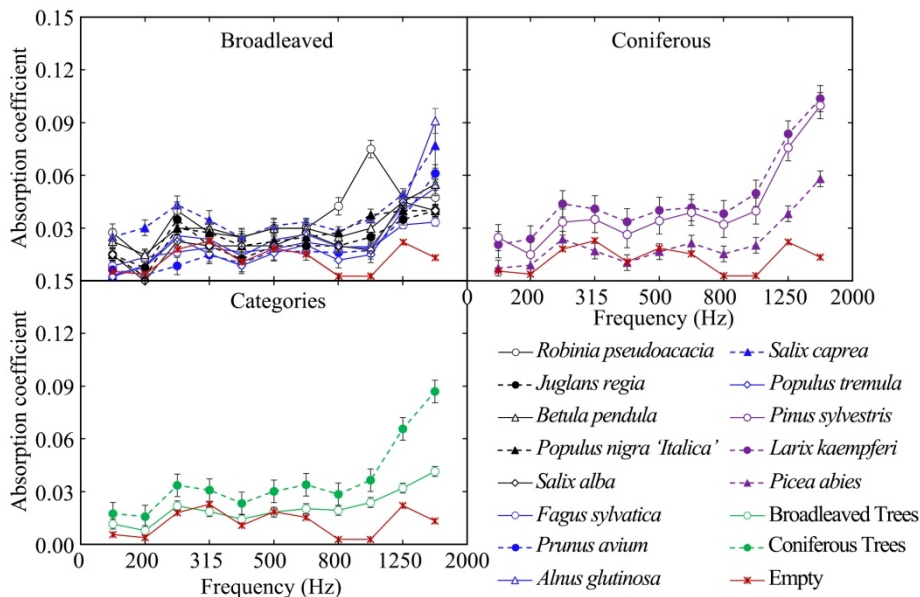 0.15
0.12
0.09
0.06
0.03
0.15
Absorption coefficient
Broadleaved
Coniferous
0 200 315 500 800 1250 2000
Frequency (Hz)
0.12
0.09
0.06
0.03
0.00
Absorption coefficient
Categories
0 200 315 500 800 1250 2000
Frequency (Hz)
Robinia pseudoacacia
Juglans regia
Betula pendula
Populus nigra ‘Italica’
Salix alba
Fagus sylvatica
Prunus avium
Alnus glutinosa
Salix caprea
Populus tremula
Pinus sylvestris
Larix kaempferi
Picea abies
Broadleaved Trees
Coniferous Trees
Empty